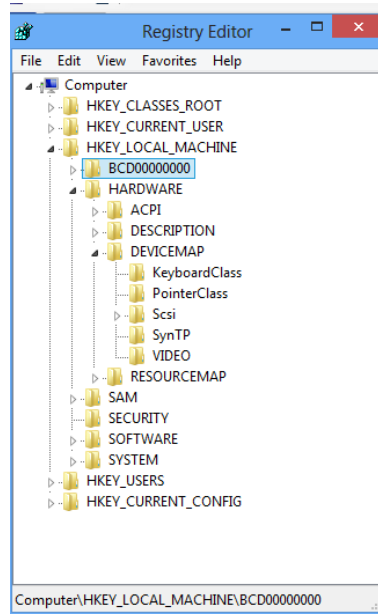 Registry Editor
File Edit View Favorites Help
Computer
HKEY_CLASSES_ROOT
HKEY_CURRENT_USER
HKEY_LOCAL_MACHINE
BCD00000000
HARDWARE
ACPI
DESCRIPTION
DEVICEMAP
KeyboardClass
PointerClass
Scsi
SynTP
VIDEO
RESOURCEMAP
SAM
SECURITY
SOFTWARE
SYSTEM
HKEY_USERS
HKEY_CURRENT_CONFIG
Computer\HKEY_LOCAL_MACHINE\BCD00000000